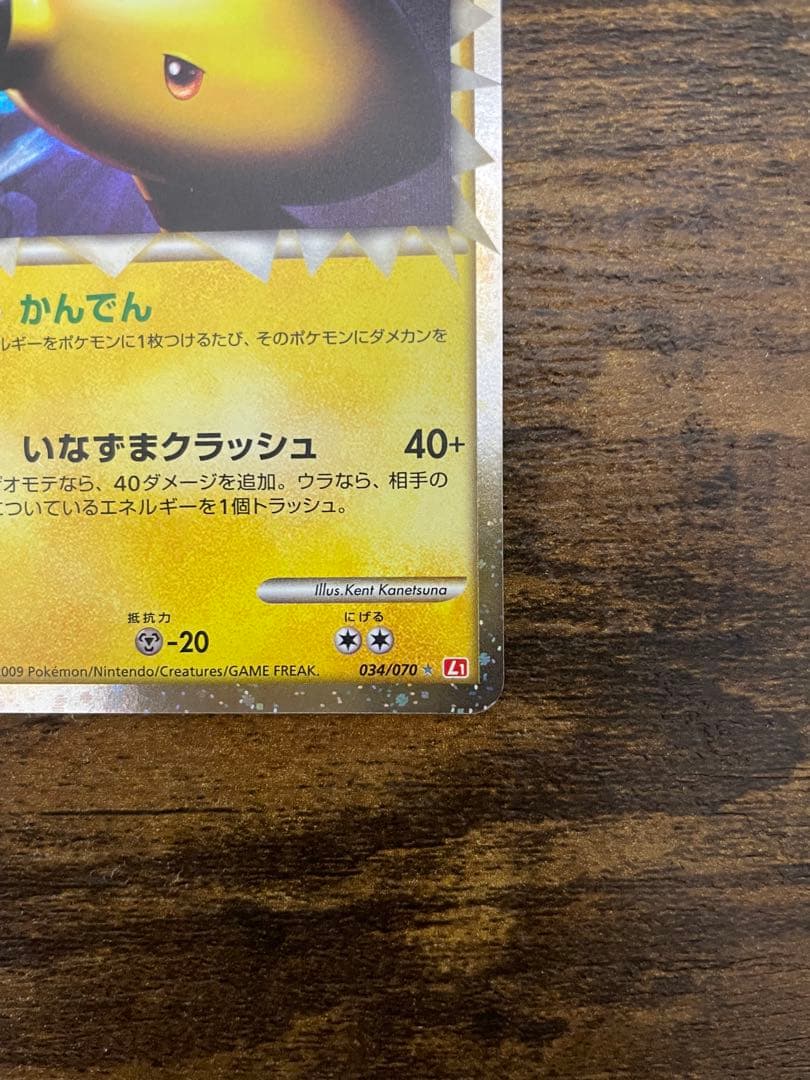 かんでん
ルギーをポケモンに1枚つけるたび、そのポケモンにダメカンを
いなずまクラッシュ 40+
オモテなら、40ダメージを追加。ウラなら、相手の
についているエネルギーを1個トラッシュ。
Illus.Kent Kanetsuna
抵抗力 にげる
-20
2009 Pokémon/Nintendo/Creatures/GAME FREAK. 034/070 ★ L1